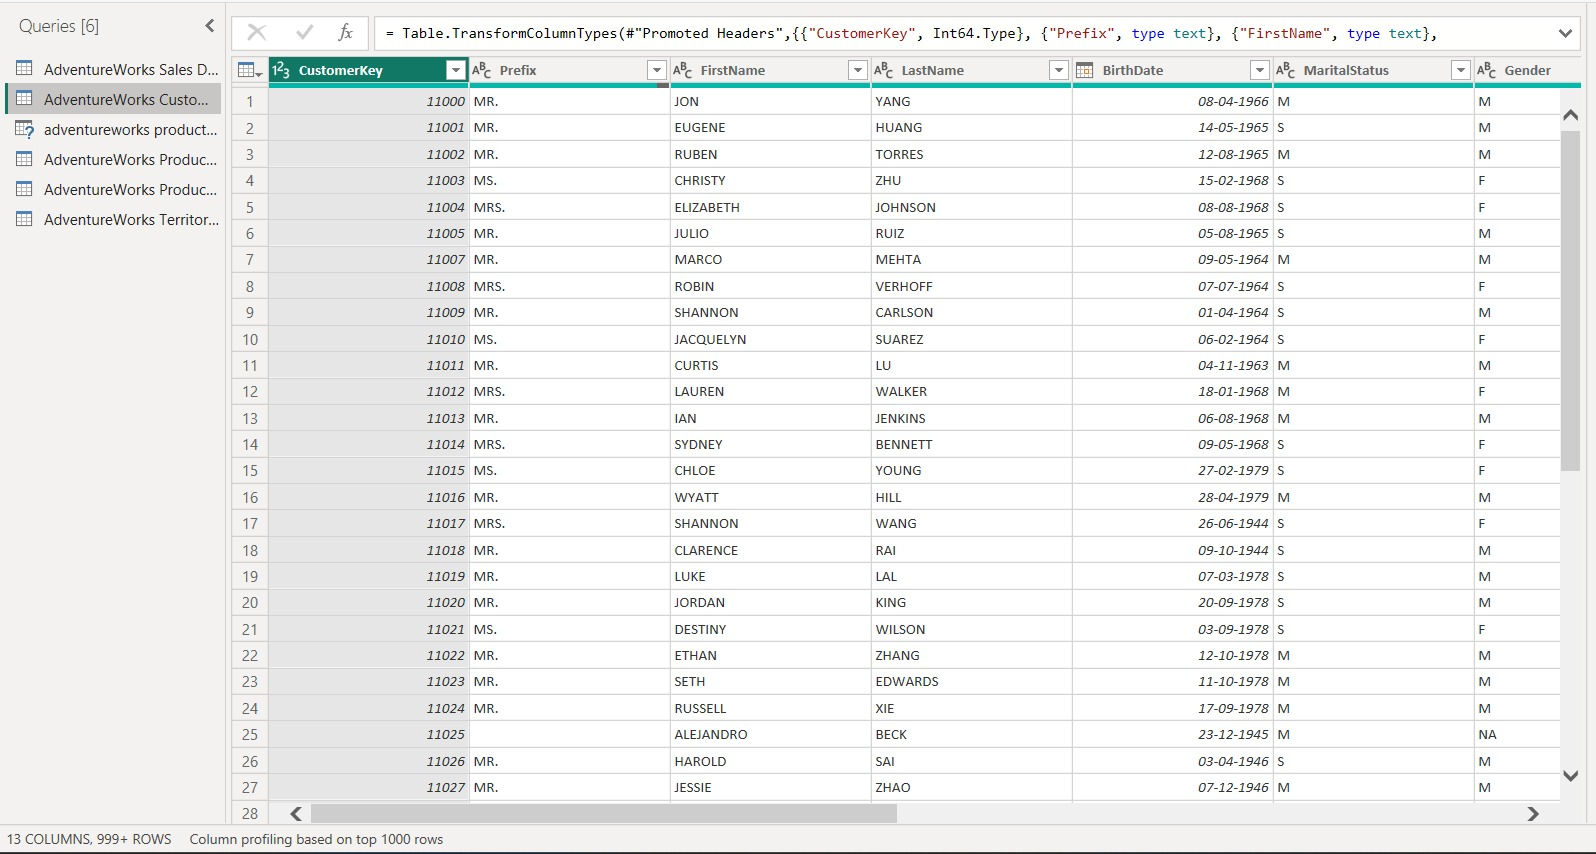 Queries [6]
AdventureWorks Sales D...
AdventureWorks Custo...
adventureworks product...
AdventureWorks Produc...
AdventureWorks Produc...
AdventureWorks Territor...
fx = Table.TransformColumnTypes(#"Promoted Headers",{{"CustomerKey", Int64.Type}, {"Prefix", type text}, {"FirstName", type text},
123 CustomerKey ABC Prefix ABC FirstName ABC LastName BirthDate ABC MaritalStatus ABC Gender
1 11000 MR. JON YANG 08-04-1966 M M
2 11001 MR. EUGENE HUANG 14-05-1965 S M
3 11002 MR. RUBEN TORRES 12-08-1965 M M
4 11003 MS. CHRISTY ZHU 15-02-1968 S F
5 11004 MRS. ELIZABETH JOHNSON 08-08-1968 S F
6 11005 MR. JULIO RUIZ 05-08-1965 S M
7 11007 MR. MARCO MEHTA 09-05-1964 M M
8 11008 MRS. ROBIN VERHOFF 07-07-1964 S F
9 11009 MR. SHANNON CARLSON 01-04-1964 S M
10 11010 MS. JACQUELYN SUAREZ 06-02-1964 S F
11 11011 MR. CURTIS LU 04-11-1963 M M
12 11012 MRS. LAUREN WALKER 18-01-1968 M F
13 11013 MR. IAN JENKINS 06-08-1968 M M
14 11014 MRS. SYDNEY BENNETT 09-05-1968 S F
15 11015 MS. CHLOE YOUNG 27-02-1979 S F
16 11016 MR. WYATT HILL 28-04-1979 M M
17 11017 MRS. SHANNON WANG 26-06-1944 S F
18 11018 MR. CLARENCE RAI 09-10-1944 S M
19 11019 MR. LUKE LAL 07-03-1978 S M
20 11020 MR. JORDAN KING 20-09-1978 S M
21 11021 MS. DESTINY WILSON 03-09-1978 S F
22 11022 MR. ETHAN ZHANG 12-10-1978 M M
23 11023 MR. SETH EDWARDS 11-10-1978 M M
24 11024 MR. RUSSELL XIE 17-09-1978 M M
25 11025 ALEJANDRO BECK 23-12-1945 M NA
26 11026 MR. HAROLD SAI 03-04-1946 S M
27 11027 MR. JESSIE ZHAO 07-12-1946 M M
28
13 COLUMNS, 999+ ROWS Column profiling based on top 1000 rows